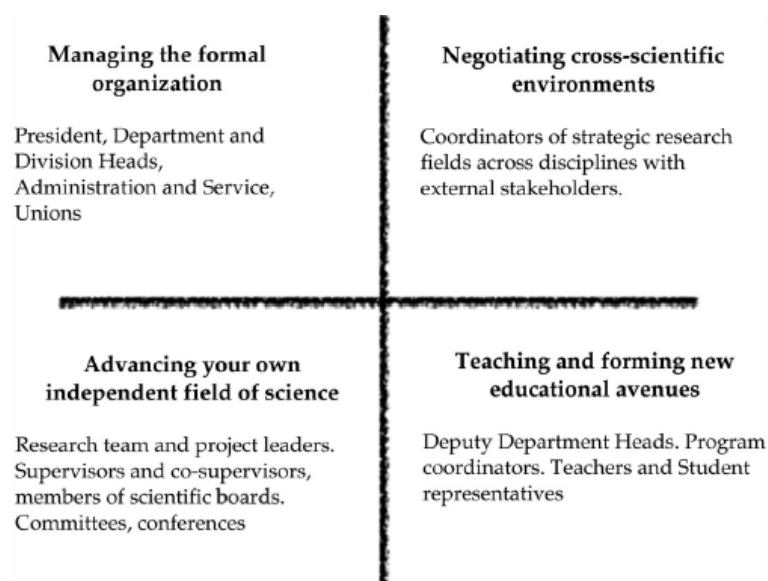 Managing the formal
organization
President, Department and
Division Heads,
Administration and Service,
Unions
Negotiating cross-scientific
environments
Coordinators of strategic research
fields across disciplines with
external stakeholders.
Advancing your own
independent field of science
Research team and project leaders.
Supervisors and co-supervisors,
members of scientific boards.
Committees, conferences
Teaching and forming new
educational avenues
Deputy Department Heads. Program
coordinators. Teachers and Student
representatives